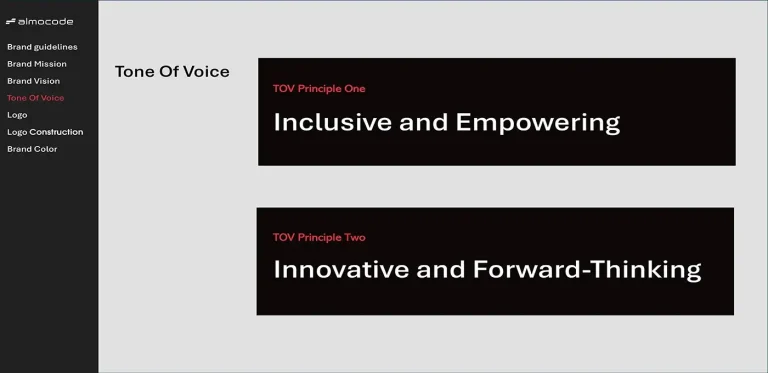 almocode
Brand guidelines
Brand Mission
Brand Vision
Tone Of Voice
Logo
Logo Construction
Brand Color
Tone Of Voice
TOV Principle One
Inclusive and Empowering
TOV Principle Two
Innovative and Forward-Thinking